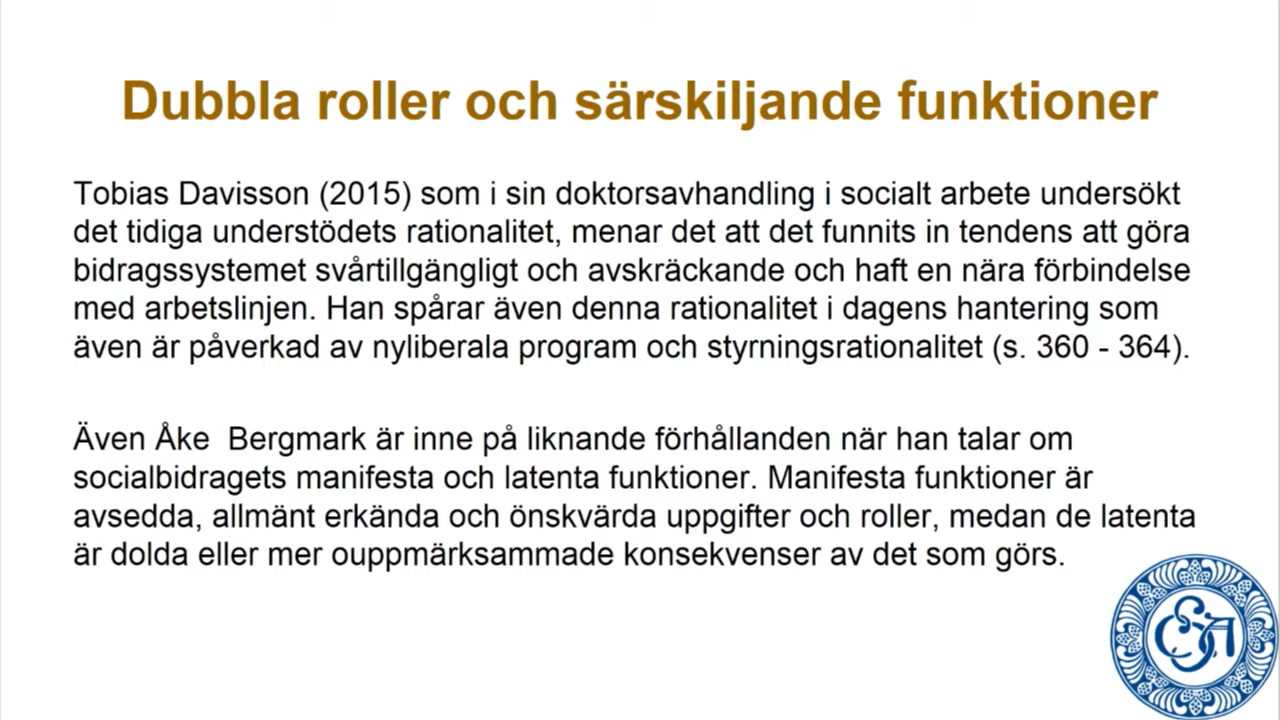 Dubbla roller och särskiljande funktioner
Tobias Davisson (2015) som i sin doktorsavhandling i socialt arbete undersökt
det tidiga understödets rationalitet, menar det att det funnits in tendens att göra
bidragssystemet svårtillgängligt och avskräckande och haft en nära förbindelse
med arbetslinjen. Han spårar även denna rationalitet i dagens hantering som
även är påverkad av nyliberala program och styrningsrationalitet (s. 360 - 364).
Även Åke  Bergmark är inne på liknande förhållanden när han talar om
socialbidragets manifesta och latenta funktioner. Manifesta funktioner är
avsedda, allmänt erkända och önskvärda uppgifter och roller, medan de latenta
är dolda eller mer ouppmärksammade konsekvenser av det som görs.